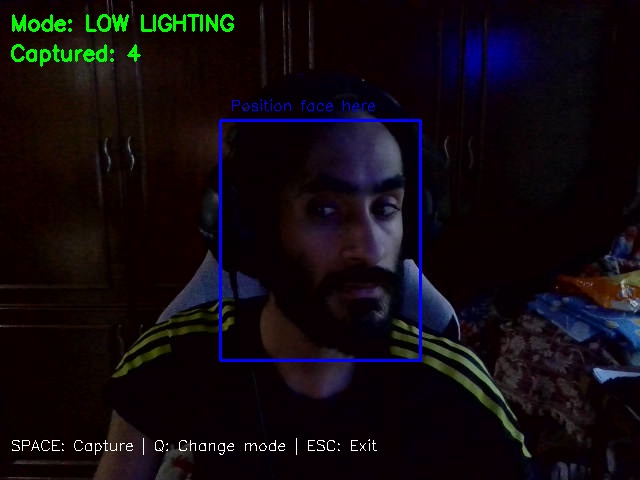 Mode: LOW LIGHTING
Captured: 4
Position face here
SPACE: Capture | Q: Change mode | ESC: Exit